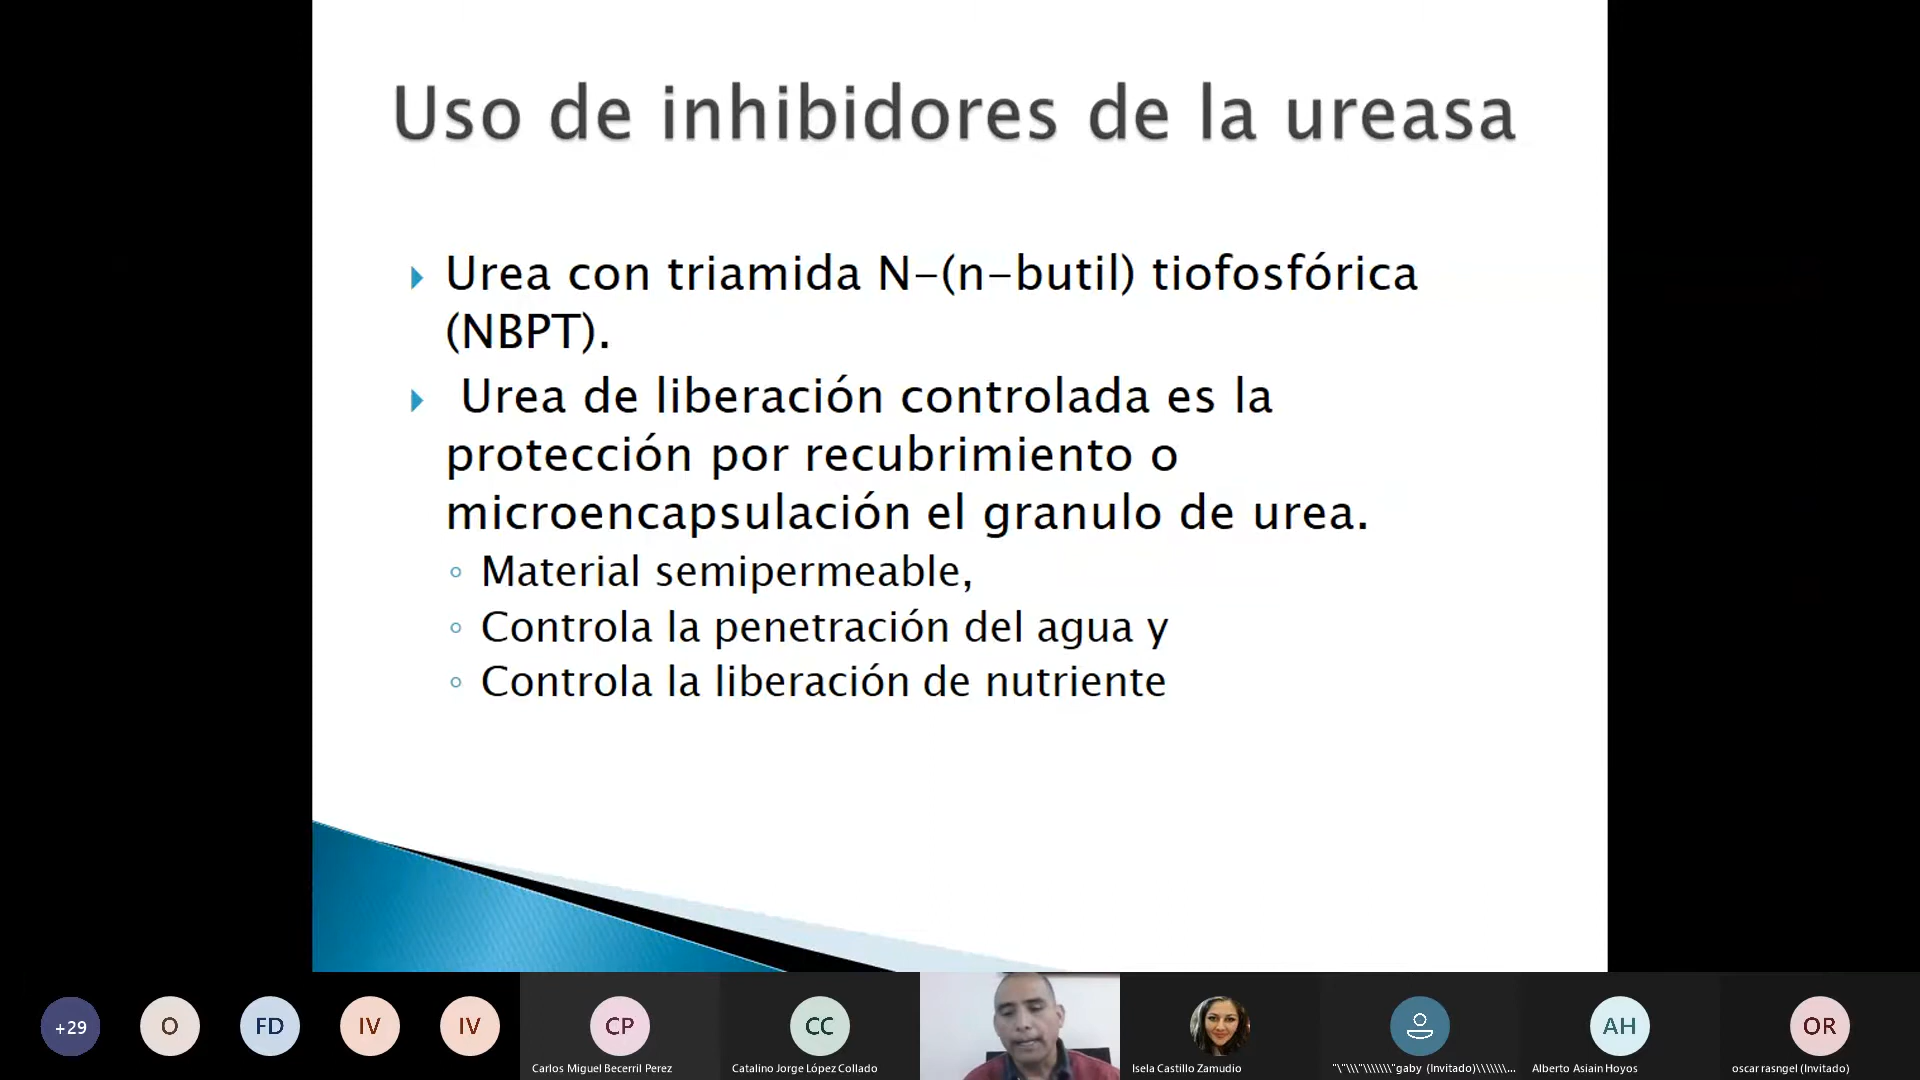 Uso de inhibidores de la ureasa
Urea con triamida N-(n-butil) tiofosfórica
(NBPT).
Urea de liberación controlada es la
protección por recubrimiento o
microencapsulación el granulo de urea.
Material semipermeable,
Controla la penetración del agua y
Controla la liberación de nutriente
+29
O
FD
IV
IV
CP
Carlos Miguel Becerril Perez
CC
Catalino Jorge López Collado
Isela Castillo Zamudio
"\"\\\"\\\\\\\"gaby (Invitado)\\\\\\\...
AH
Alberto Asiain Hoyos
OR
oscar rasngel (Invitado)